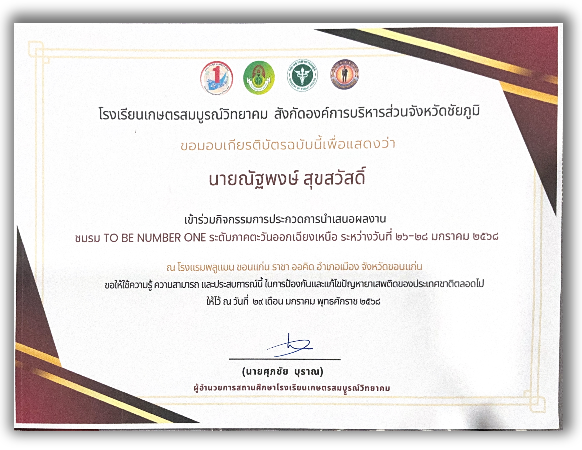 โรงเรียนเกษตรสมบูรณ์วิทยาคม สังกัดองค์การบริหารส่วนจังหวัดชัยภูมิ
ขอมอบเกียรติบัตรฉบับนี้เพื่อแสดงว่า
นายณัฐพงษ์ สุขสวัสดิ์
เข้าร่วมกิจกรรมการประกวดการนำเสนอผลงาน
ชมรม TO BE NUMBER ONE ระดับภาคตะวันออกเฉียงเหนือ ระหว่างวันที่ ๒๖-๒๘ มกราคม ๒๕๖๘
ณ โรงแรมพลูแมน ขอนแก่น ราชา ออคิด อำเภอเมือง จังหวัดขอนแก่น
ขอให้ใช้ความรู้ ความสามารถ และประสบการณ์นี้ ในการป้องกันและแก้ไขปัญหายาเสพติดของประเทศชาติตลอดไป
ให้ไว้ ณ วันที่ ๒๙ เดือน มกราคม พุทธศักราช ๒๕๖๘
(นายศุภชัย บุราณ)
ผู้อำนวยการสถานศึกษาโรงเรียนเกษตรสมบูรณ์วิทยาคม